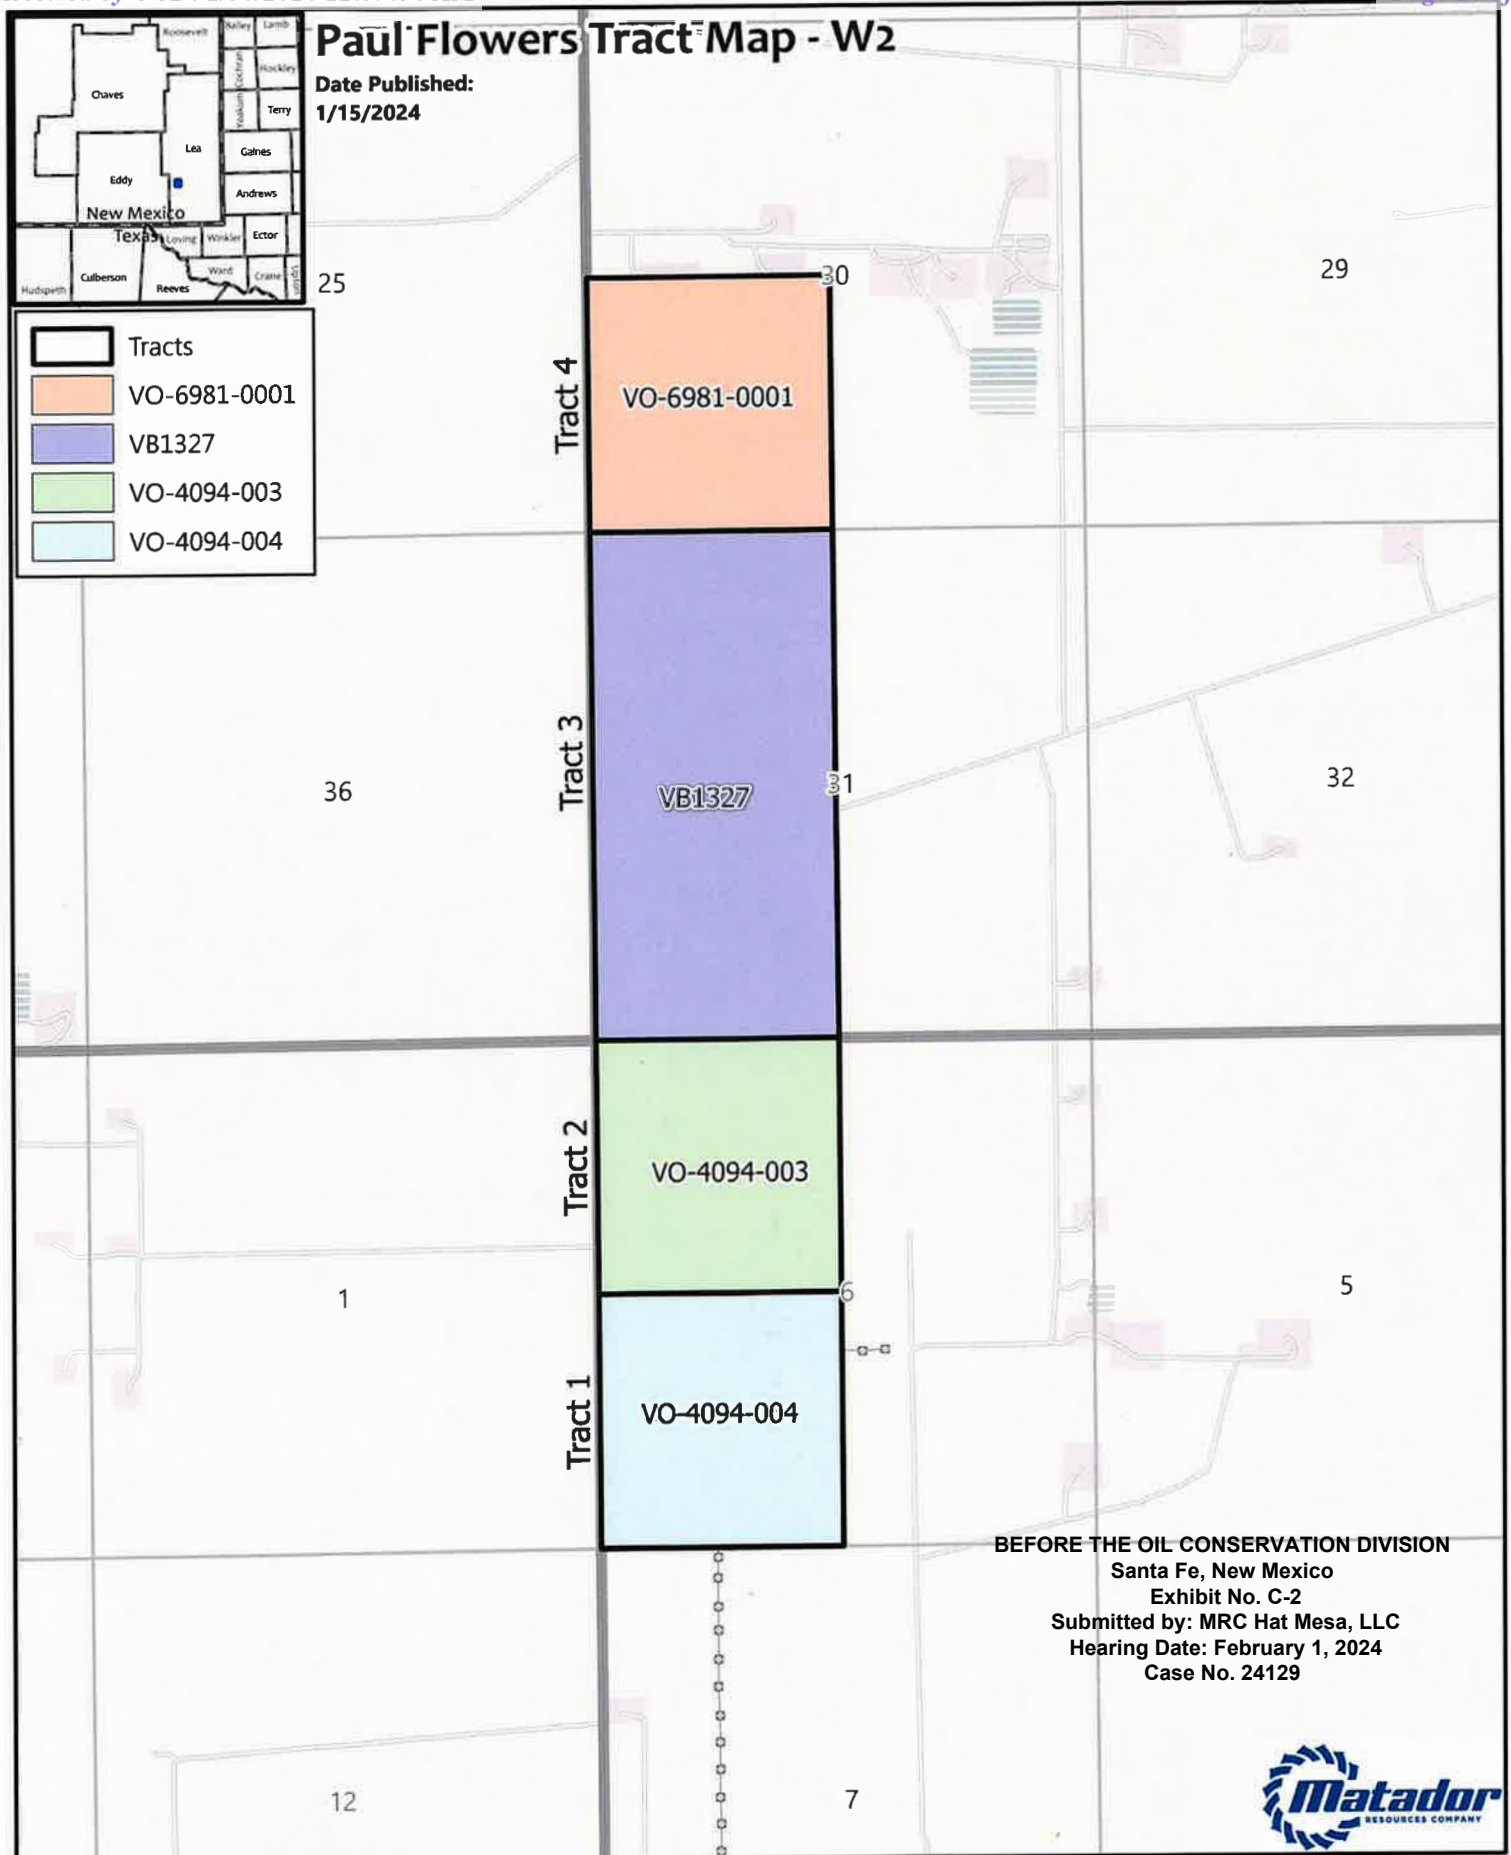 Paul Flowers Tract Map - W2
Date Published:
1/15/2024
Roosevelt
Bailey
Lamb
Chaves
Cochran
Hockley
Yoakum
Terry
Lea
Gaines
Eddy
Andrews
New Mexico
Texas
Loving
Winkler
Ector
Hudspeth
Culberson
Reeves
Ward
Crane
Upton
Tracts
VO-6981-0001
VB1327
VO-4094-003
VO-4094-004
25
30
29
Tract 4
VO-6981-0001
36
Tract 3
VB1327
31
32
Tract 2
VO-4094-003
1
6
5
Tract 1
VO-4094-004
BEFORE THE OIL CONSERVATION DIVISION
Santa Fe, New Mexico
Exhibit No. C-2
Submitted by: MRC Hat Mesa, LLC
Hearing Date: February 1, 2024
Case No. 24129
12
7
Matador
RESOURCES COMPANY